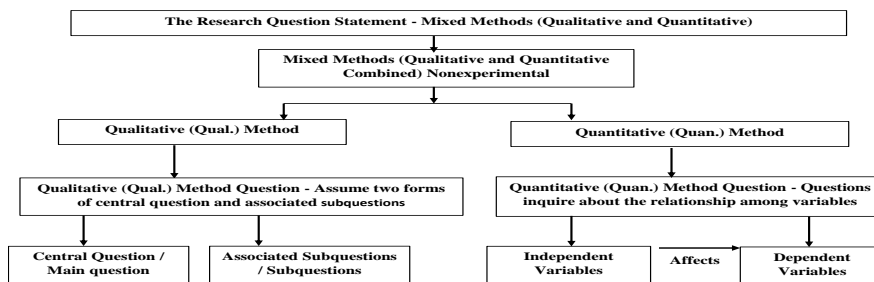 The Research Question Statement - Mixed Methods (Qualitative and Quantitative)
Mixed Methods (Qualitative and Quantitative
Combined) Nonexperimental
Qualitative (Qual.) Method
Quantitative (Quan.) Method
Qualitative (Qual.) Method Question - Assume two forms
of central question and associated subquestions
Quantitative (Quan.) Method Question - Questions
inquire about the relationship among variables
Central Question /
Main question
Associated Subquestions
/ Subquestions
Independent
Variables
Affects
Dependent
Variables